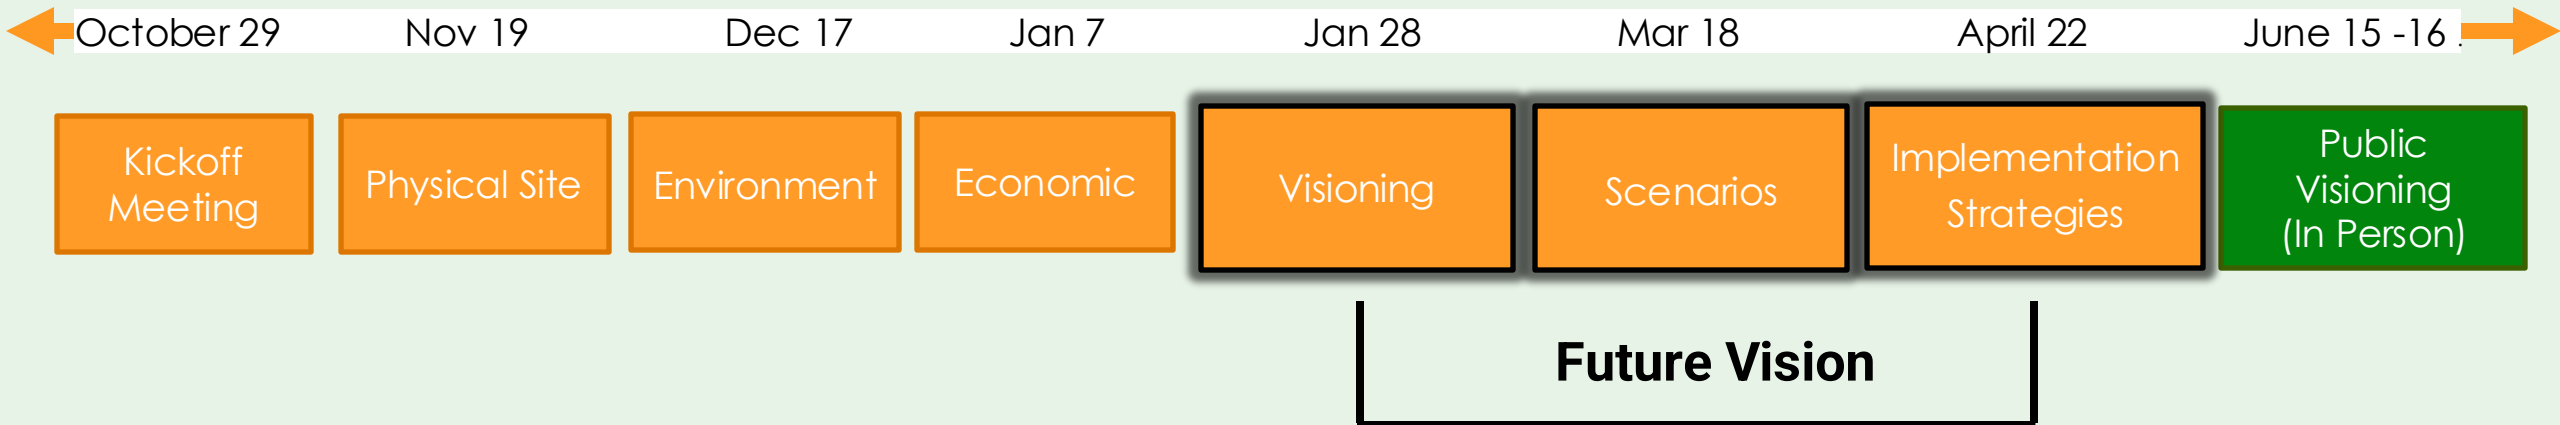 October 29 Nov 19 Dec 17 Jan 7 Jan 28 Mar 18 April 22 June 15 -16 .
Kickoff
Meeting
Physical Site
Environment
Economic
Visioning
Scenarios
Implementation
Strategies
Public
Visioning
(In Person)
Future Vision